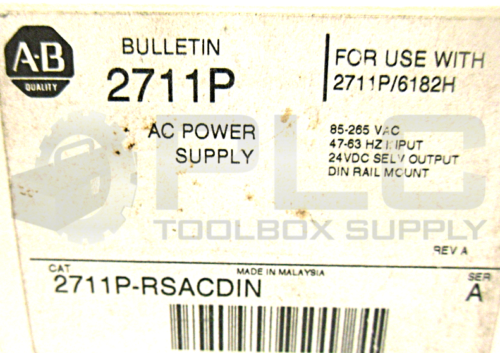 A-B
QUALITY
BULLETIN
2711P
AC POWER
SUPPLY
FOR USE WITH
2711P/6182H
85-265 VAC
47-63 HZ INPUT
24VDC SELV OUTPUT
DIN RAIL MOUNT
PLC
TOOLBOX SUPPLY
REV A
CAT
MADE IN MALAYSIA
SER
2711P-RSACDIN
A